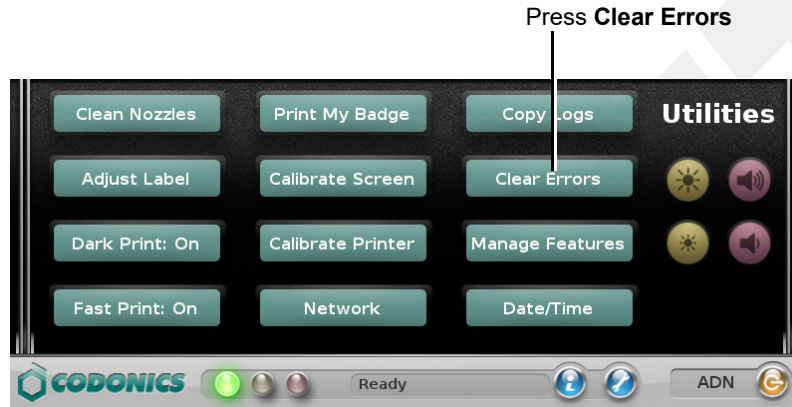 Press Clear Errors
Clean Nozzles Print My Badge Copy Logs Utilities
Adjust Label Calibrate Screen Clear Errors
Dark Print: On Calibrate Printer Manage Features
Fast Print: On Network Date/Time
CODONICS Ready i ADN